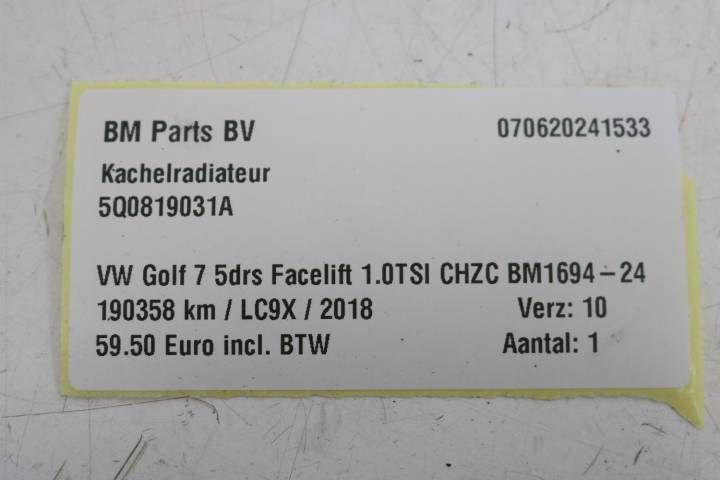 BM Parts BV 070620241533
Kachelradiateur
5Q0819031A
VW Golf 7 5drs Facelift 1.0TSI CHZC BM1694-24
190358 km / LC9X / 2018 Verz: 10
59.50 Euro incl. BTW Aantal: 1